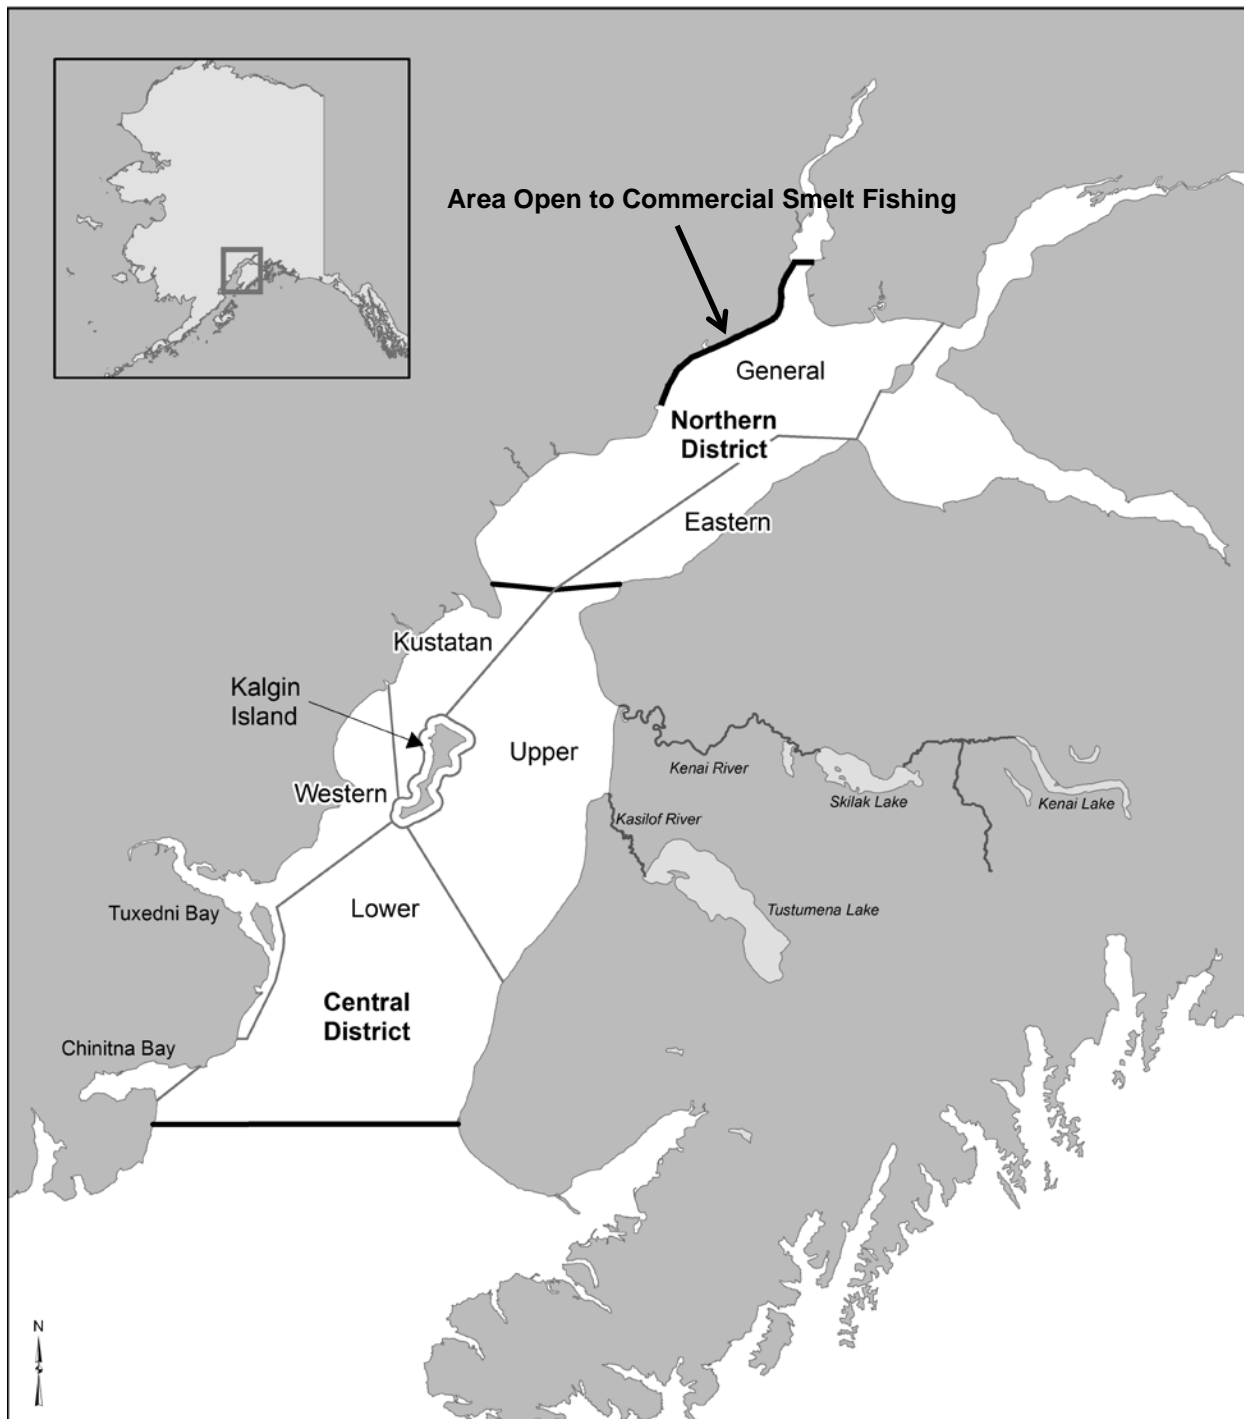 Area Open to Commercial Smelt Fishing
General
Northern
District
Eastern
Kustatan
Kalgin
Island
Upper
Western
Kenai River
Skilak Lake
Kenai Lake
Kasilof River
Tuxedni Bay
Lower
Tustumena Lake
Central
District
Chinitna Bay
N